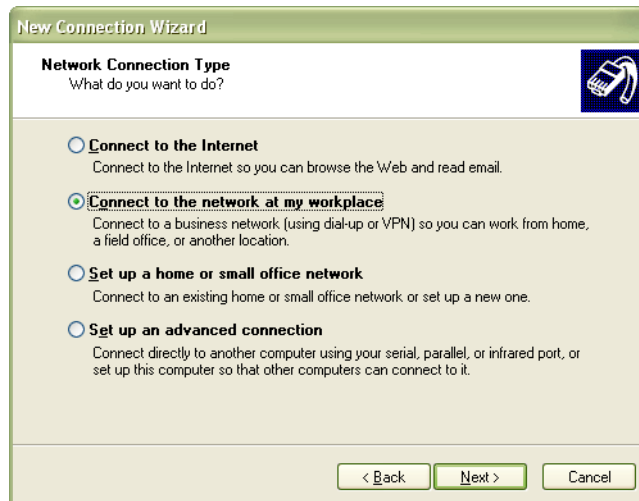 New Connection Wizard
Network Connection Type
What do you want to do?
Connect to the Internet
Connect to the Internet so you can browse the Web and read email.
Connect to the network at my workplace
Connect to a business network (using dial-up or VPN) so you can work from home,
a field office, or another location.
Set up a home or small office network
Connect to an existing home or small office network or set up a new one.
Set up an advanced connection
Connect directly to another computer using your serial, parallel, or infrared port, or
set up this computer so that other computers can connect to it.
< Back Next > Cancel